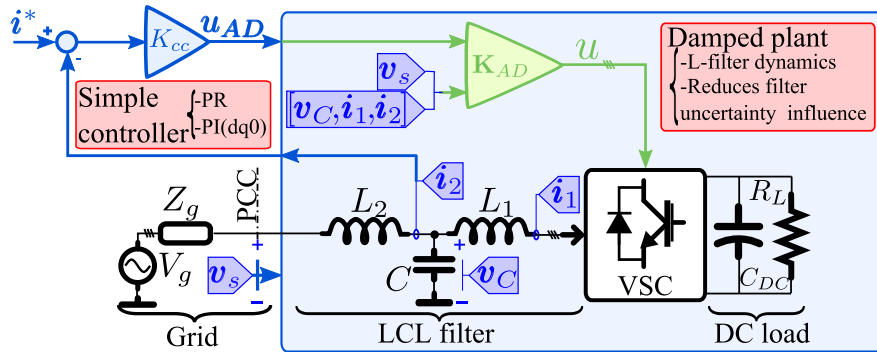 i*
+
-
K_cc
u_AD
Simple
controller
-PR
-PI(dq0)
v_s
[v_C,i_1,i_2]
K_AD
u
Damped plant
-L-filter dynamics
-Reduces filter
uncertainty influence
PCC
Z_g
V_g
v_s
+
-
L_2
i_2
L_1
i_1
C
+
-
v_C
VSC
R_L
C_DC
Grid
LCL filter
DC load